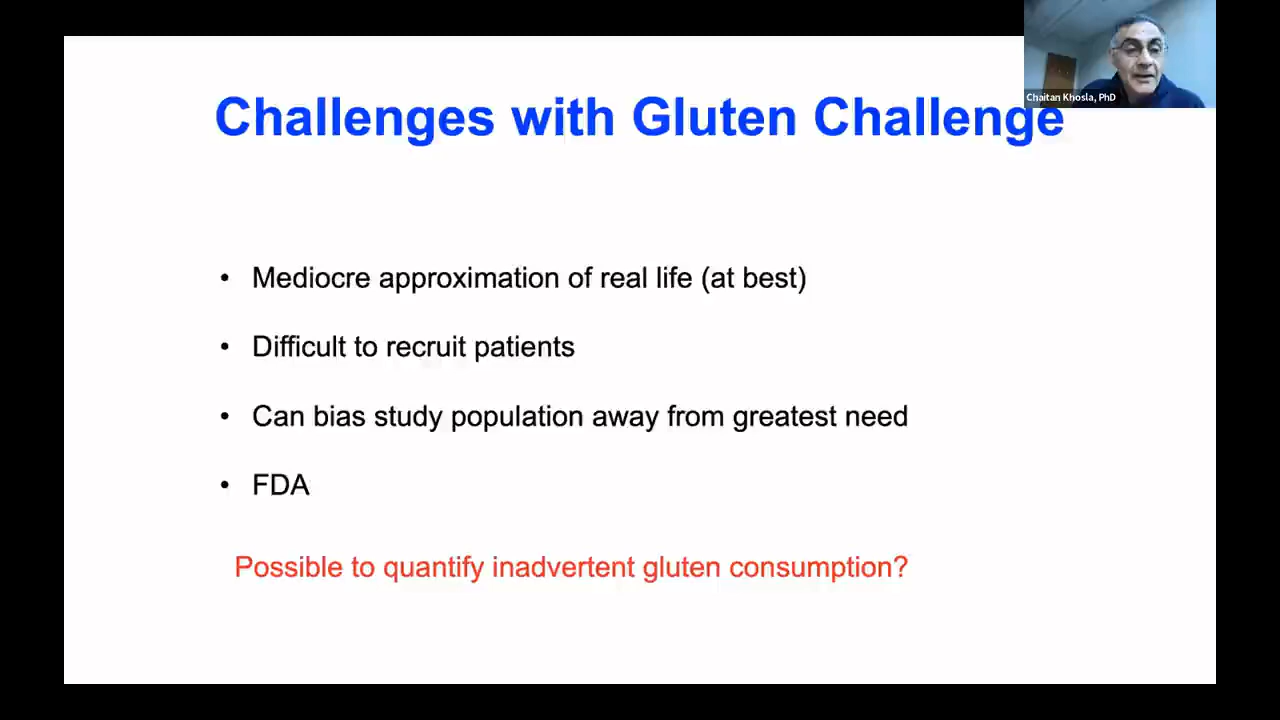 Chaitan Khosla, PhD
Challenges with Gluten Challenge
• Mediocre approximation of real life (at best)
• Difficult to recruit patients
• Can bias study population away from greatest need
• FDA
Possible to quantify inadvertent gluten consumption?